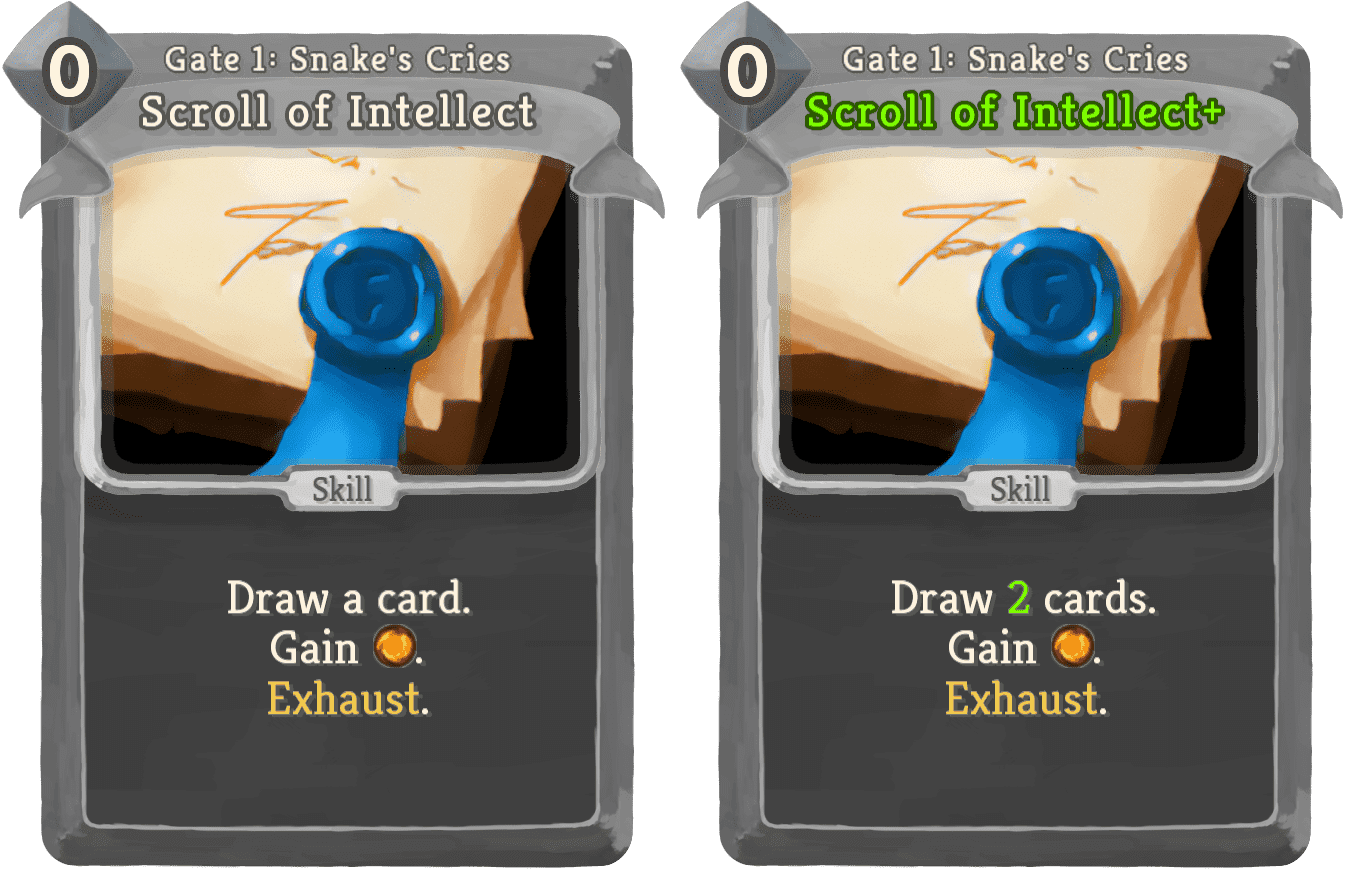 0
Gate 1: Snake's Cries
Scroll of Intellect
Skill
Draw a card.
Gain .
Exhaust.
0
Gate 1: Snake's Cries
Scroll of Intellect+
Skill
Draw 2 cards.
Gain .
Exhaust.